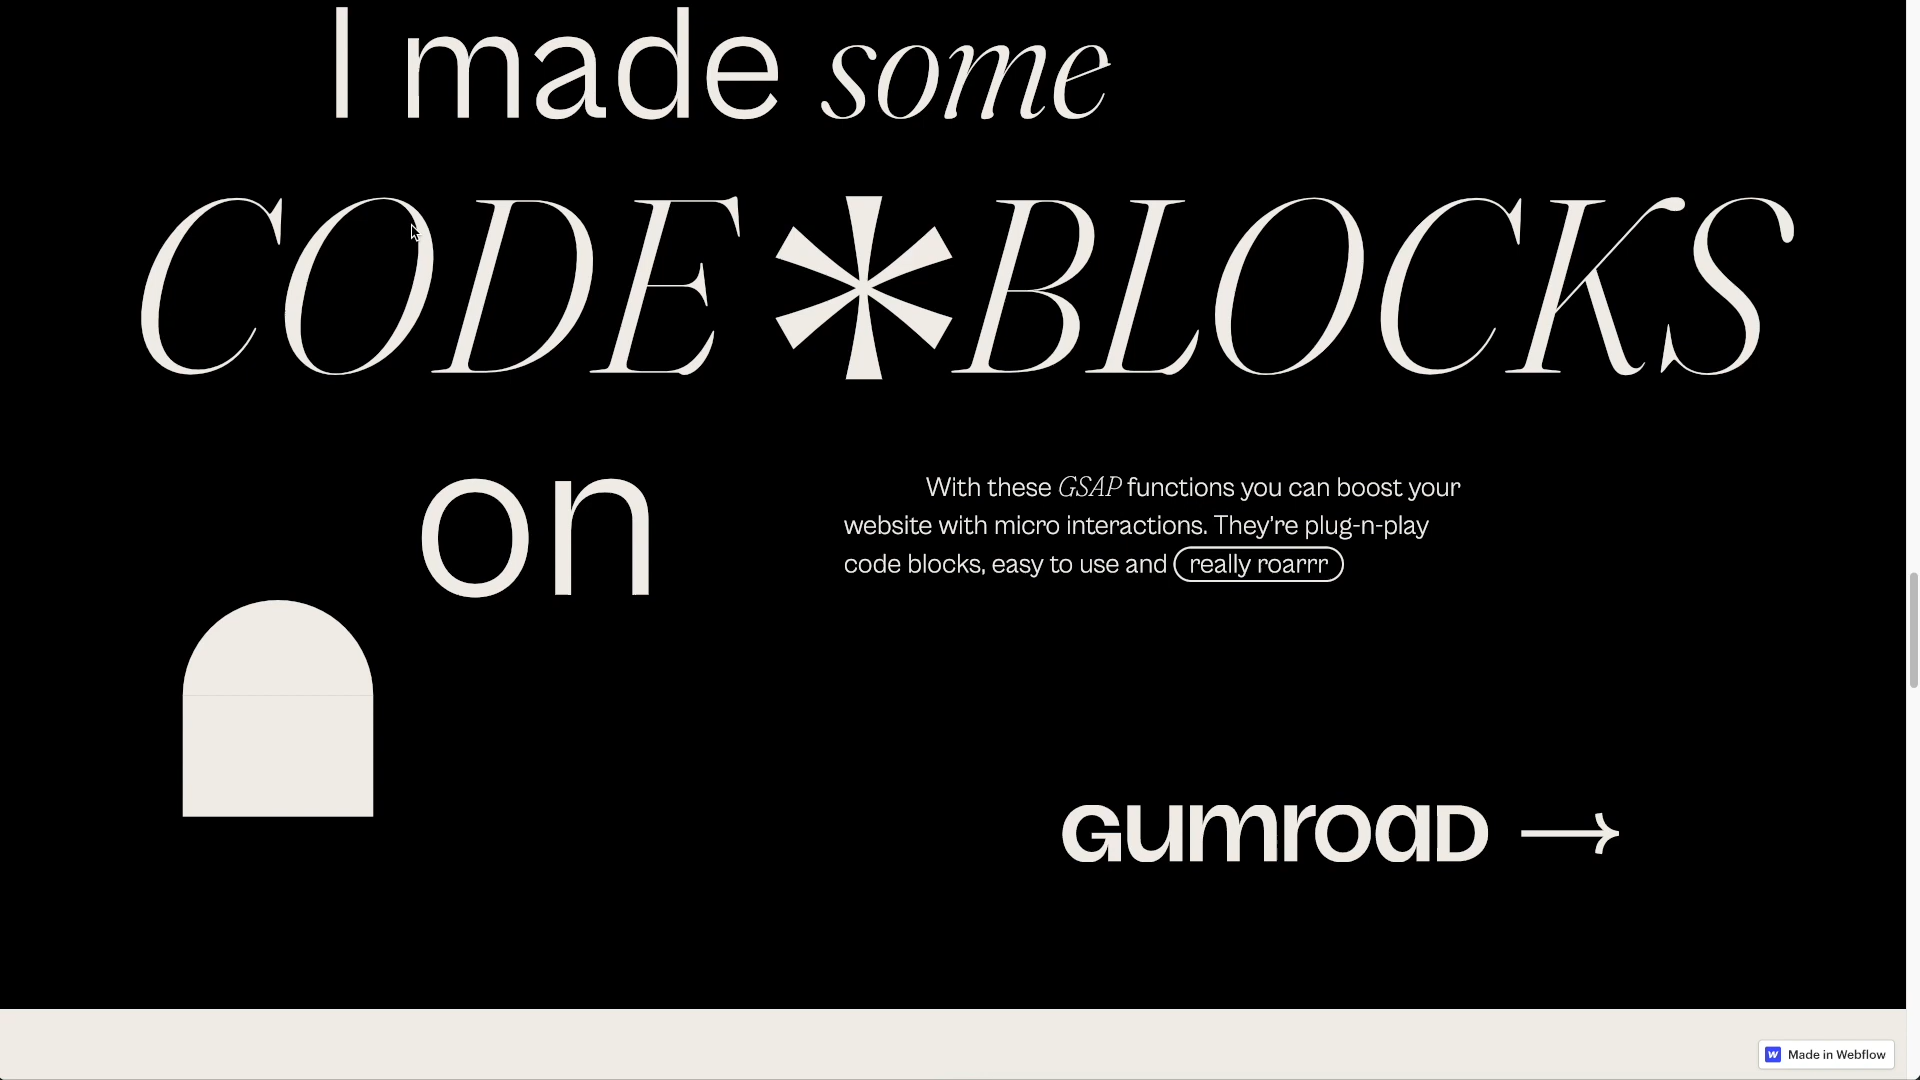 I made some
CODE*BLOCKS
on
With these GSAP functions you can boost your
website with micro interactions. They're plug-n-play
code blocks, easy to use and really roarrr
GumroaD →
Made in Webflow